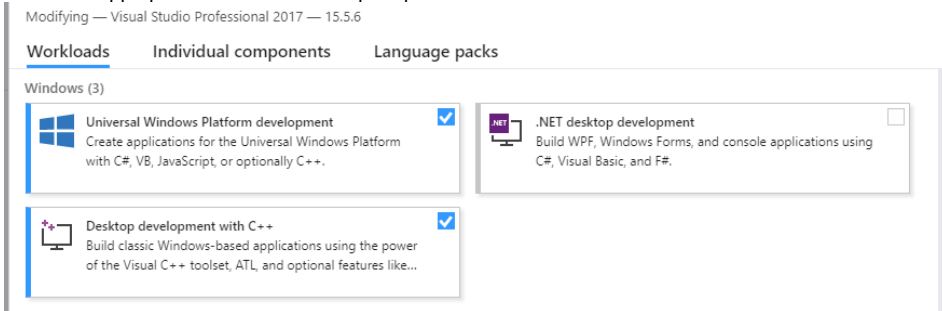 Modifying — Visual Studio Professional 2017 — 15.5.6
Workloads Individual components Language packs
Windows (3)
Universal Windows Platform development
Create applications for the Universal Windows Platform
with C#, VB, JavaScript, or optionally C++.
.NET
.NET desktop development
Build WPF, Windows Forms, and console applications using
C#, Visual Basic, and F#.
Desktop development with C++
Build classic Windows-based applications using the power
of the Visual C++ toolset, ATL, and optional features like...